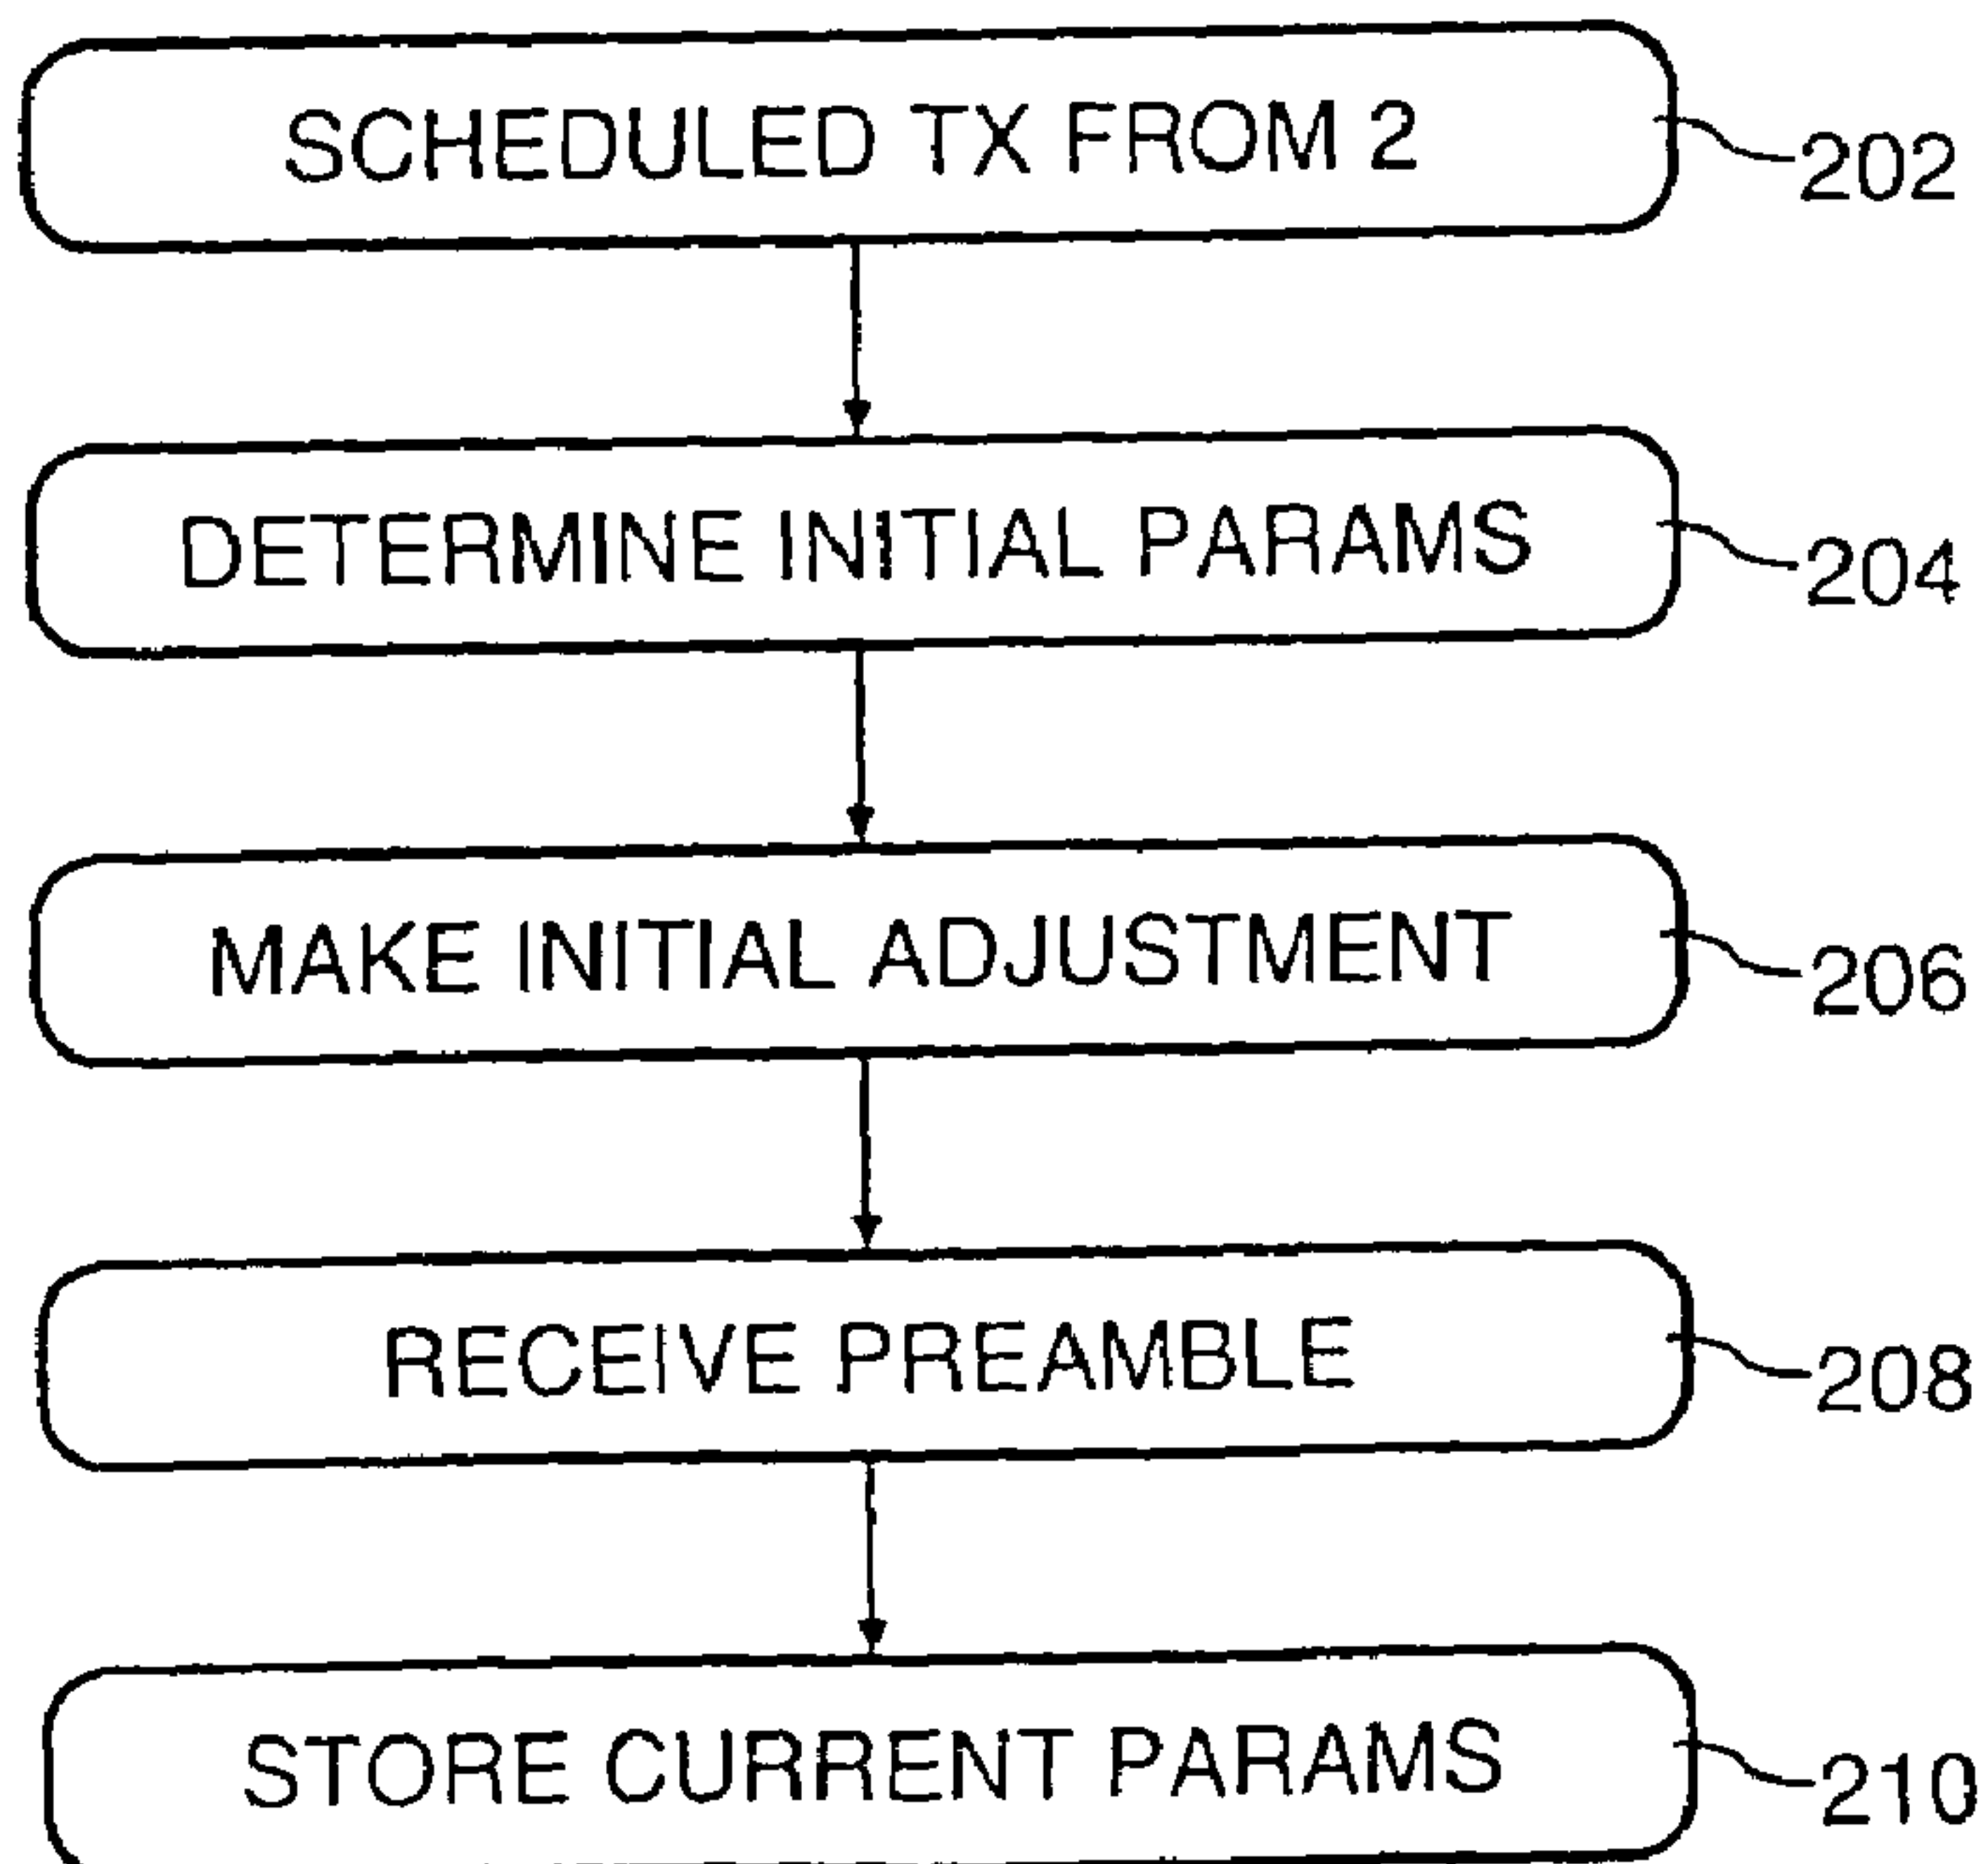 SCHEDULED TX FROM 2
202
DETERMINE INITIAL PARAMS
204
MAKE INITIAL ADJUSTMENT
206
RECEIVE PREAMBLE
208
STORE CURRENT PARAMS
210